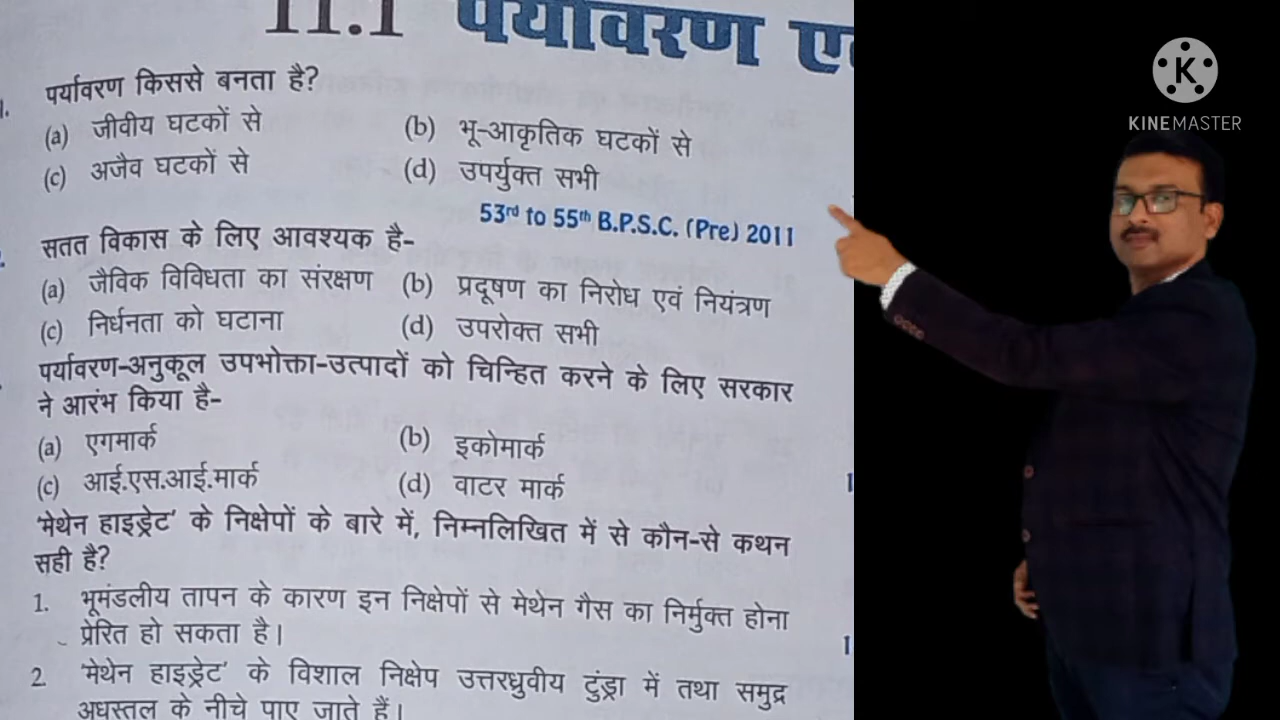 11.1 पर्यावरण
1. पर्यावरण किससे बनता है?
(a) जीवीय घटकों से (b) भू-आकृतिक घटकों से
(c) अजैव घटकों से (d) उपर्युक्त सभी
53rd to 55th B.P.S.C. (Pre) 2011
सतत विकास के लिए आवश्यक है-
(a) जैविक विविधता का संरक्षण (b) प्रदूषण का निरोध एवं नियंत्रण
(c) निर्धनता को घटाना (d) उपरोक्त सभी
पर्यावरण-अनुकूल उपभोक्ता-उत्पादों को चिन्हित करने के लिए सरकार
ने आरंभ किया है-
(a) एगमार्क (b) इकोमार्क
(c) आई.एस.आई.मार्क (d) वाटर मार्क
'मेथेन हाइड्रेट' के निक्षेपों के बारे में, निम्नलिखित में से कौन-से कथन
सही है?
1. भूमंडलीय तापन के कारण इन निक्षेपों से मेथेन गैस का निर्मुक्त होना
प्रेरित हो सकता है।
2. 'मेथेन हाइड्रेट' के विशाल निक्षेप उत्तरध्रुवीय टुंड्रा में तथा समुद्र
अधस्तल के नीचे पाए जाते हैं।
K
KINEMASTER